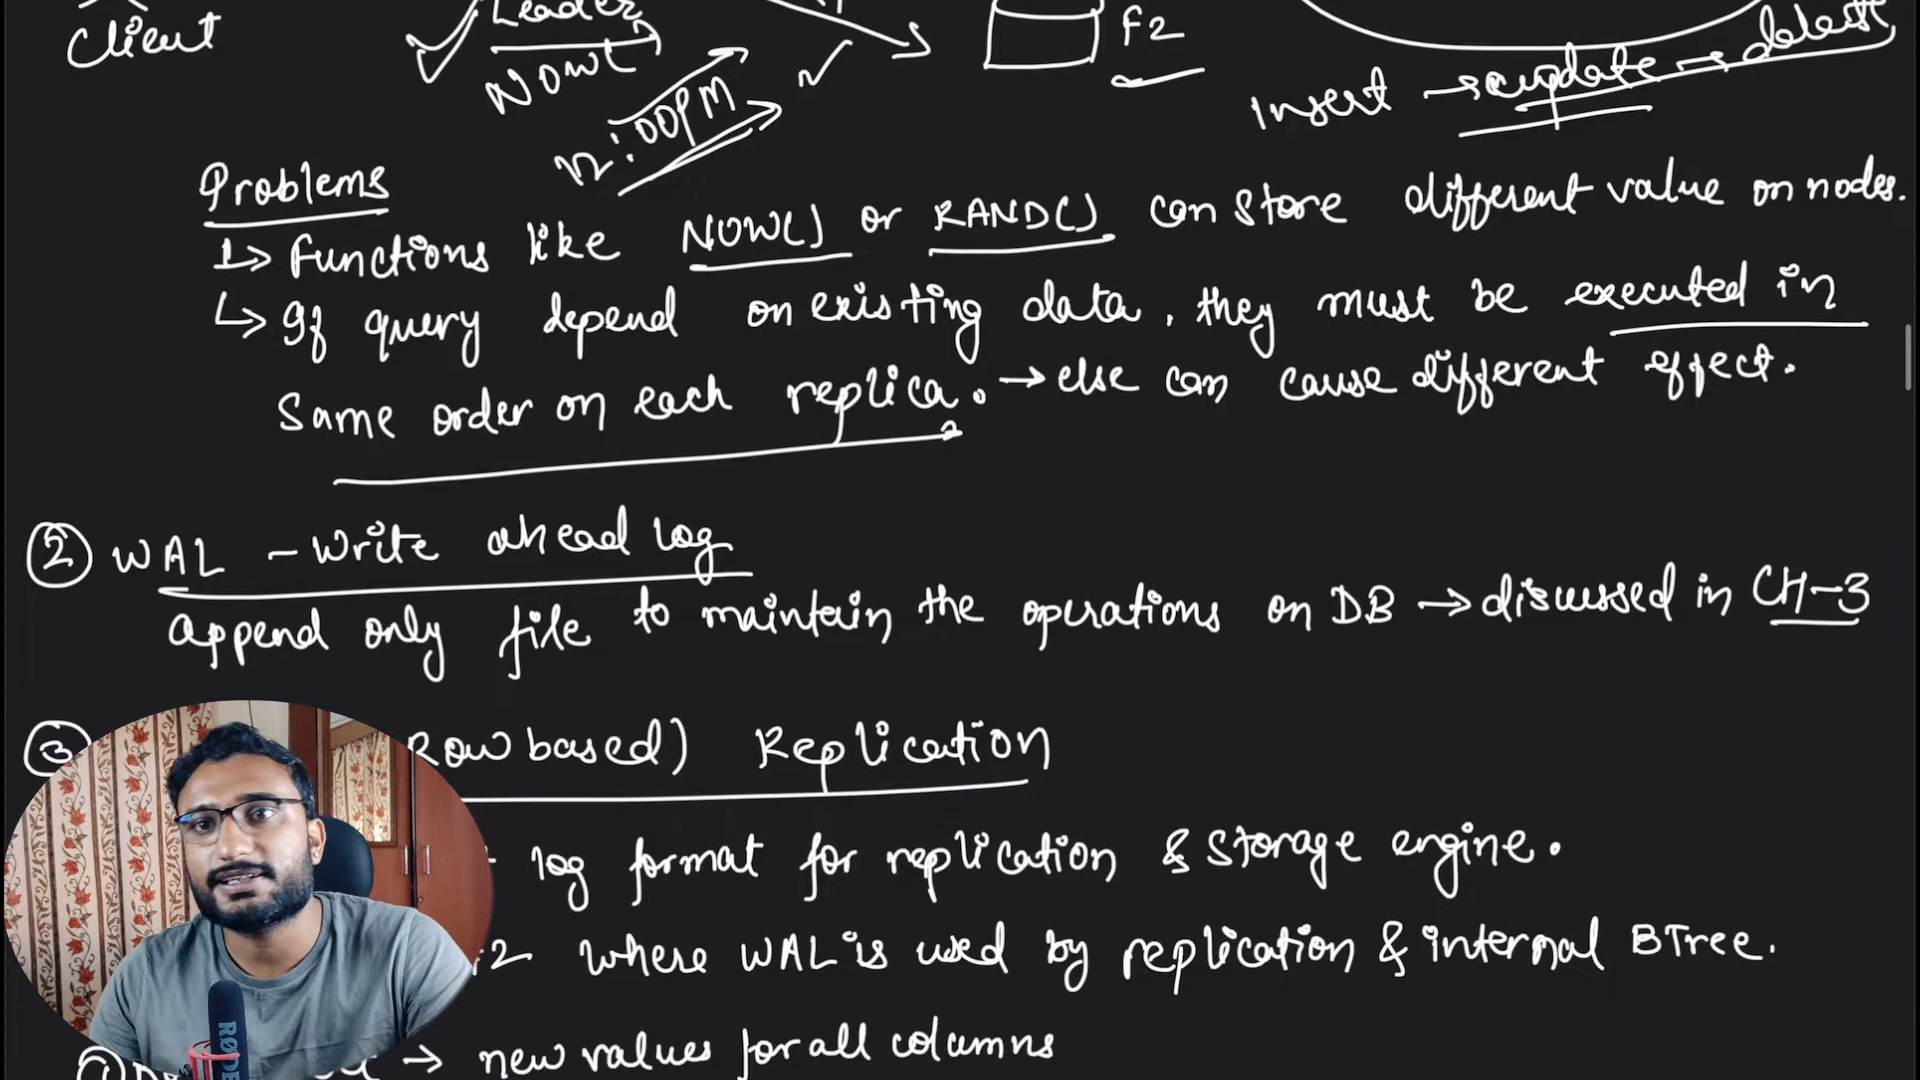 Client
Leader
F2
NOW(
12:00PM
Insert → update → delete
Problems
1> Functions like NOW() or RAND() can store different value on nodes.
↳ If query depend on existing data, they must be executed in
Same order on each replica. → else can cause different effect.
② WAL - Write ahead log
append only file to maintain the operations on DB → discussed in CH-3
③ Row based) Replication
log format for replication & storage engine.
where WAL is used by replication & internal BTree.
→ new values for all columns
RØDE